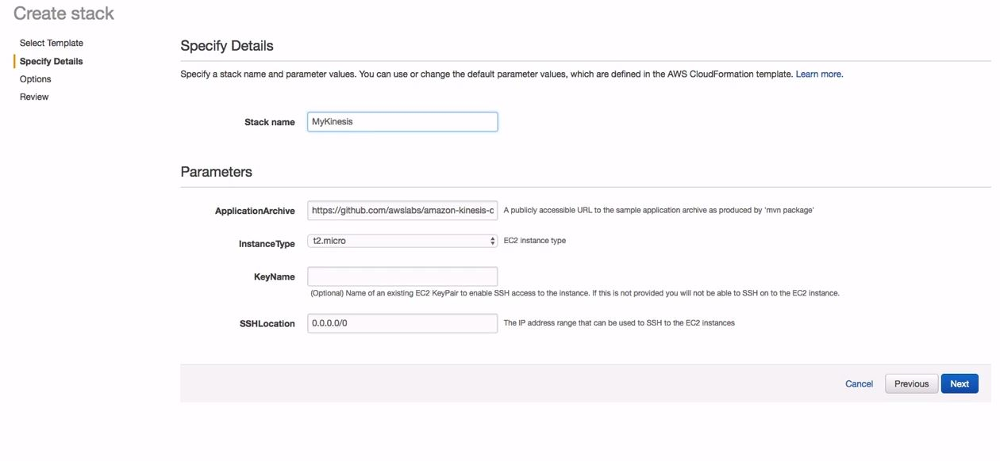 Create stack
Select Template
Specify Details
Options
Review
Specify Details
Specify a stack name and parameter values. You can use or change the default parameter values, which are defined in the AWS CloudFormation template. Learn more.
Stack name MyKinesis
Parameters
ApplicationArchive https://github.com/awslabs/amazon-kinesis-c A publicly accessible URL to the sample application archive as produced by 'mvn package'
InstanceType t2.micro EC2 instance type
KeyName
(Optional) Name of an existing EC2 KeyPair to enable SSH access to the instance. If this is not provided you will not be able to SSH on to the EC2 instance.
SSHLocation 0.0.0.0/0 The IP address range that can be used to SSH to the EC2 instances
Cancel Previous Next